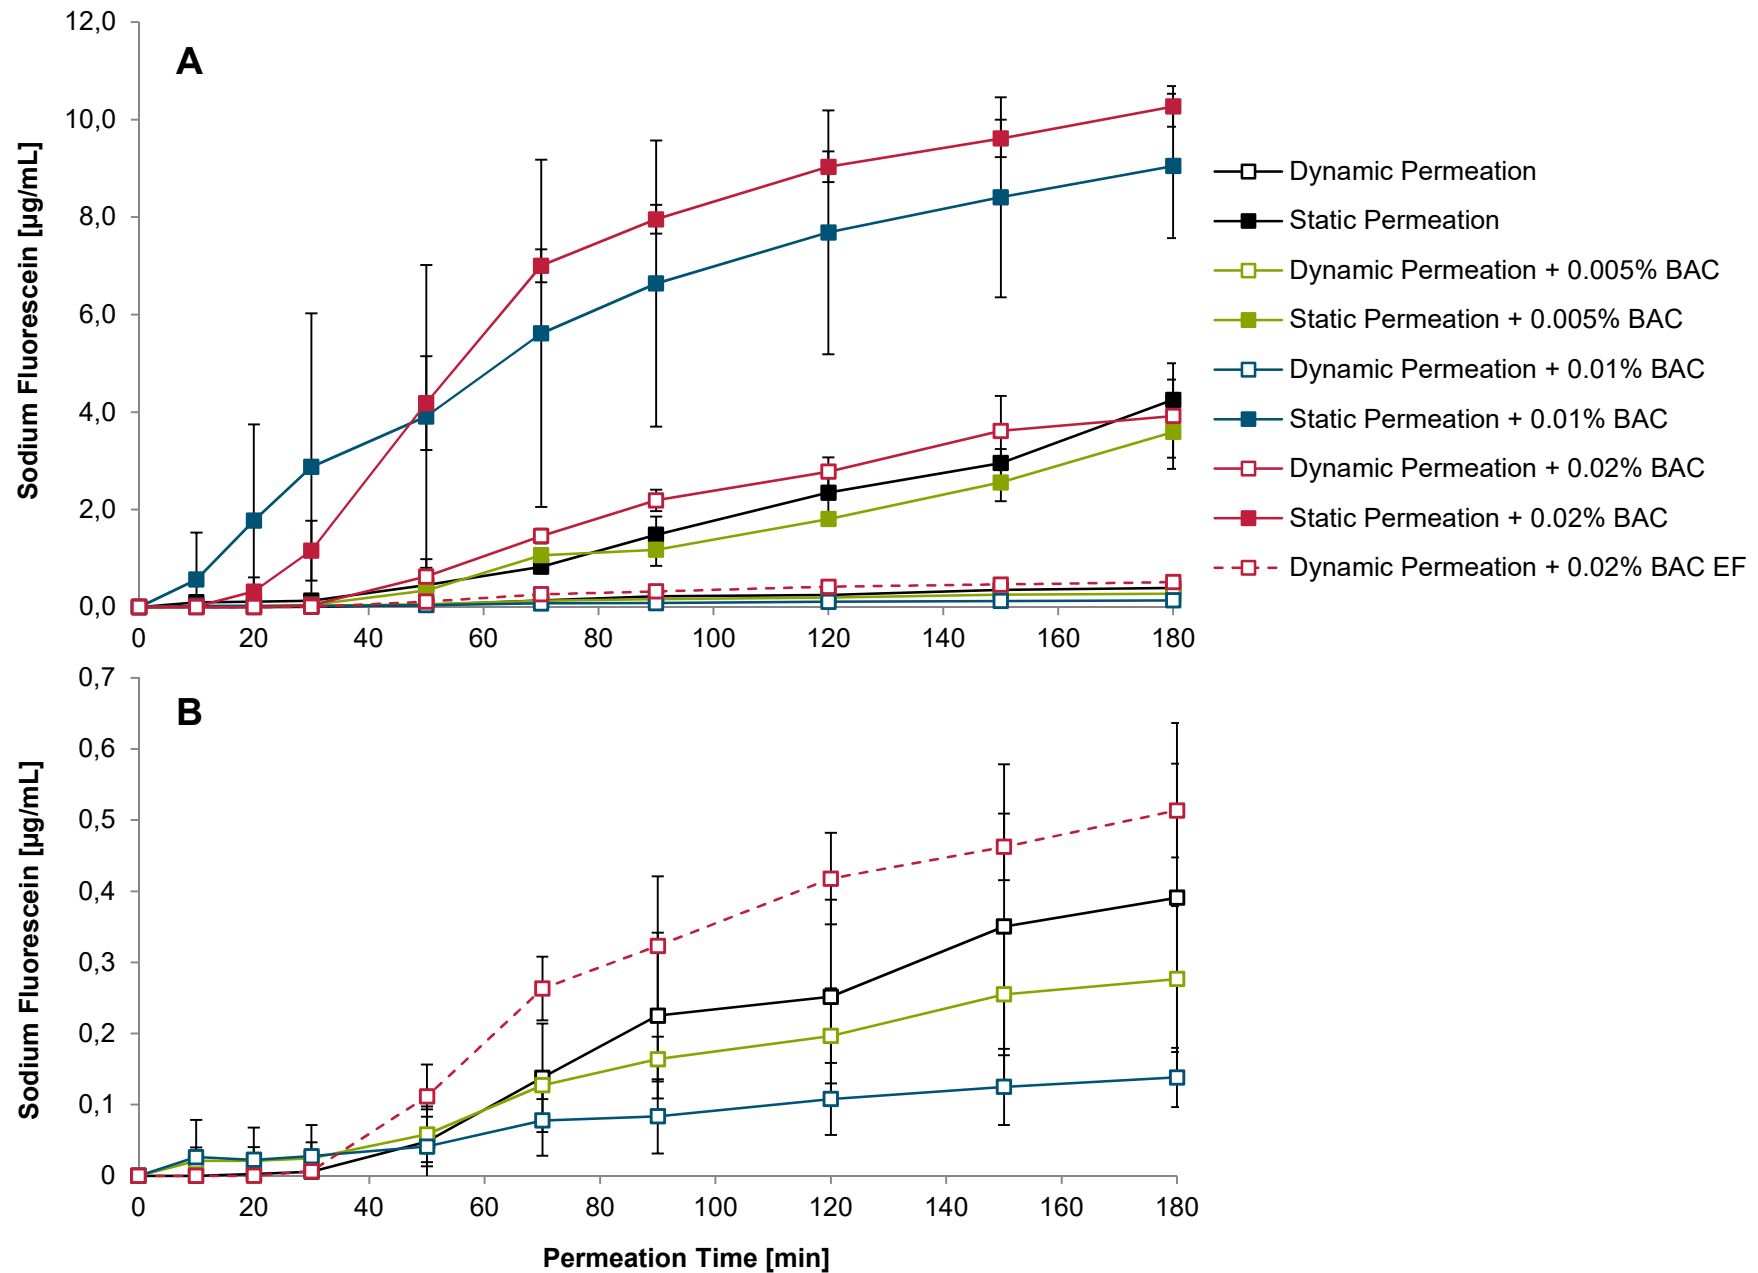 A
12,0
10,0
8,0
6,0
4,0
2,0
0,0
Sodium Fluorescein [µg/mL]
0 20 40 60 80 100 120 140 160 180
Dynamic Permeation
Static Permeation
Dynamic Permeation + 0.005% BAC
Static Permeation + 0.005% BAC
Dynamic Permeation + 0.01% BAC
Static Permeation + 0.01% BAC
Dynamic Permeation + 0.02% BAC
Static Permeation + 0.02% BAC
Dynamic Permeation + 0.02% BAC EF
B
0,7
0,6
0,5
0,4
0,3
0,2
0,1
0
Sodium Fluorescein [µg/mL]
0 20 40 60 80 100 120 140 160 180
Permeation Time [min]